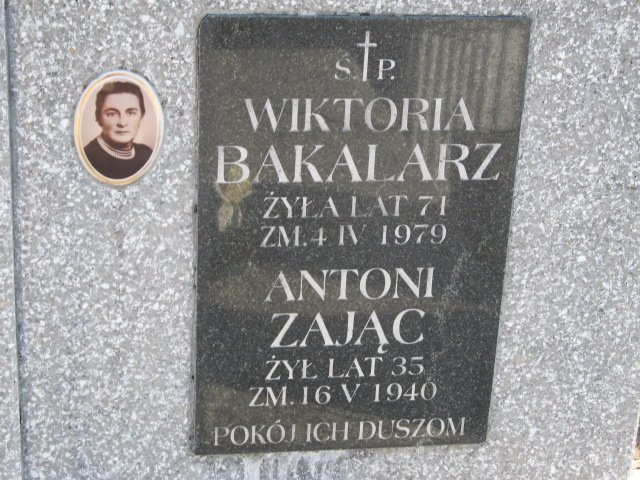 Ś.P.
WIKTORIA
BAKALARZ
ŻYŁA LAT 71
ZM. 4 IV 1979
ANTONI
ZAJĄC
ŻYŁ LAT 35
ZM. 16 V 1940
POKÓJ ICH DUSZOM